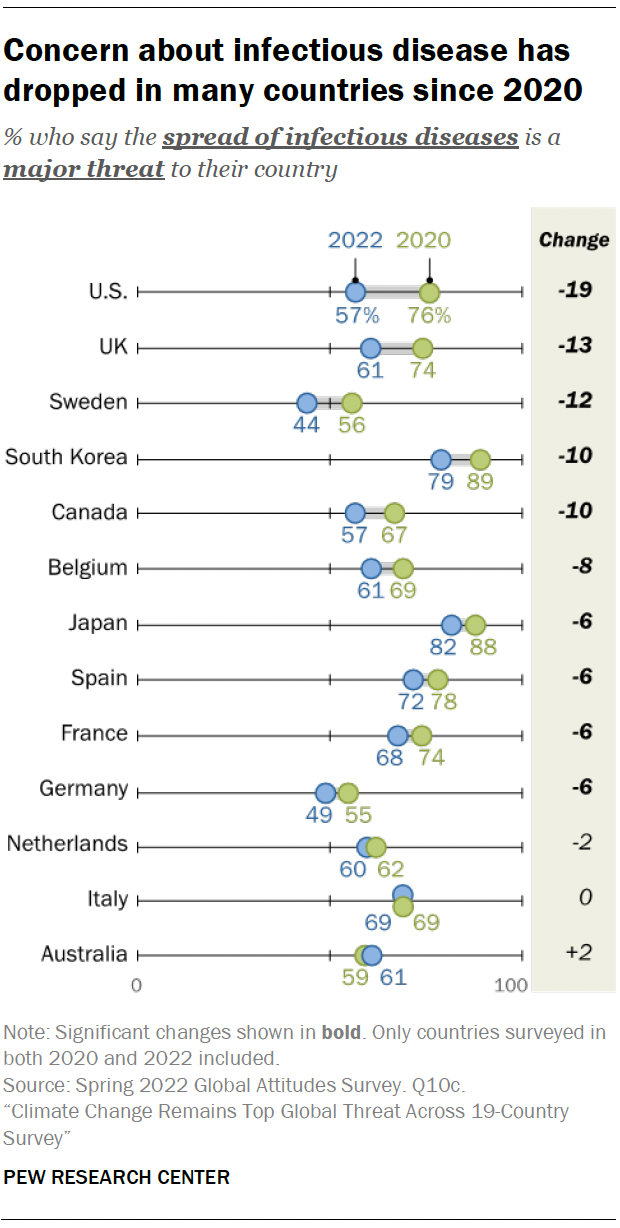 Concern about infectious disease has
dropped in many countries since 2020
% who say the spread of infectious diseases is a
major threat to their country
2022 2020 Change
U.S. -19
57% 76%
UK -13
61 74
Sweden -12
44 56
South Korea -10
79 89
Canada -10
57 67
Belgium -8
61 69
Japan -6
82 88
Spain -6
72 78
France -6
68 74
Germany -6
49 55
Netherlands -2
60 62
Italy 0
69 69
Australia +2
59 61
0 100
Note: Significant changes shown in bold. Only countries surveyed in
both 2020 and 2022 included.
Source: Spring 2022 Global Attitudes Survey. Q10c.
“Climate Change Remains Top Global Threat Across 19-Country
Survey”
PEW RESEARCH CENTER